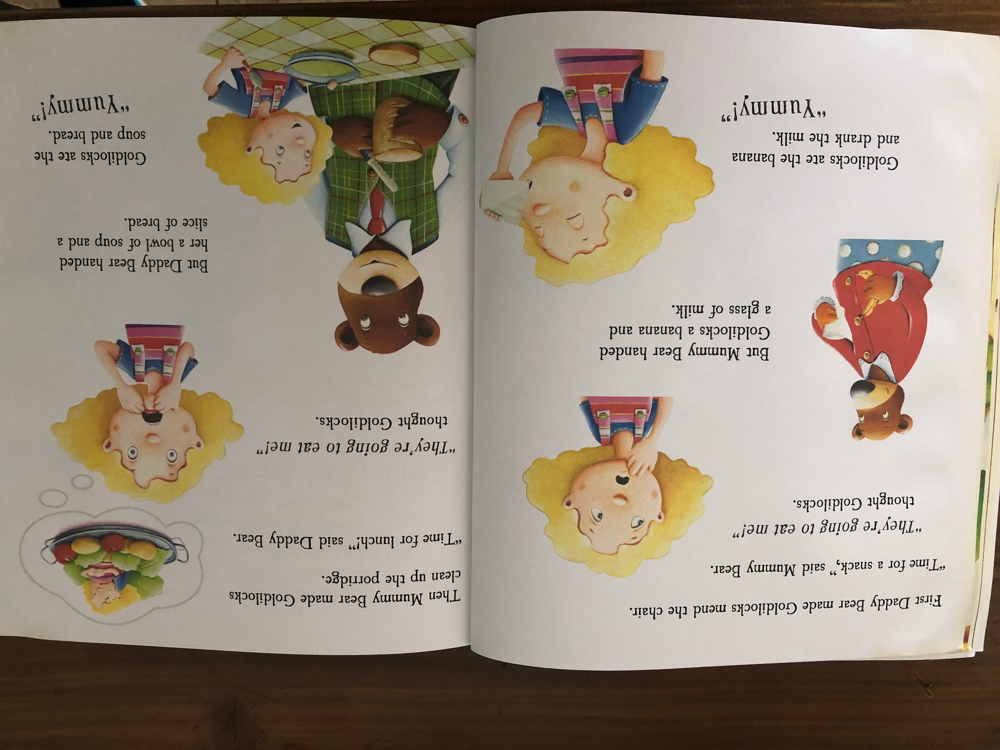 First Daddy Bear made Goldilocks mend the chair.
“Time for a snack,” said Mummy Bear.
“They’re going to eat me!”
thought Goldilocks.
But Mummy Bear handed
Goldilocks a banana and
a glass of milk.
Goldilocks ate the banana
and drank the milk.
“Yummy!”
Then Mummy Bear made Goldilocks
clean up the porridge.
“Time for lunch!” said Daddy Bear.
“They’re going to eat me!”
thought Goldilocks.
But Daddy Bear handed
her a bowl of soup and a
slice of bread.
Goldilocks ate the
soup and bread.
“Yummy!”